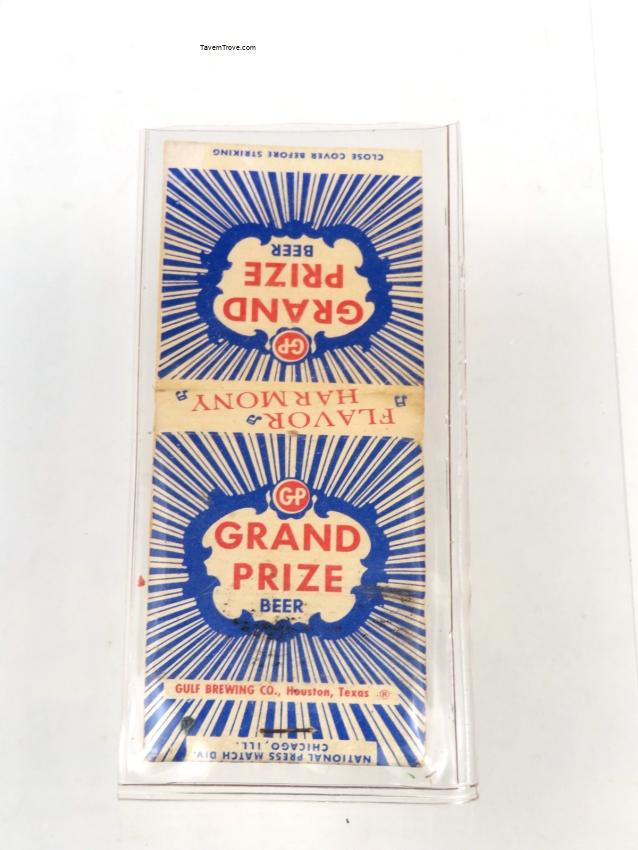 TavernTrove.com
CLOSE COVER BEFORE STRIKING
GP
GRAND
PRIZE
BEER
FLAVOR
HARMONY
GP
GRAND
PRIZE
BEER
GULF BREWING CO., Houston, Texas ®
NATIONAL PRESS MATCH DIV.
CHICAGO, ILL.